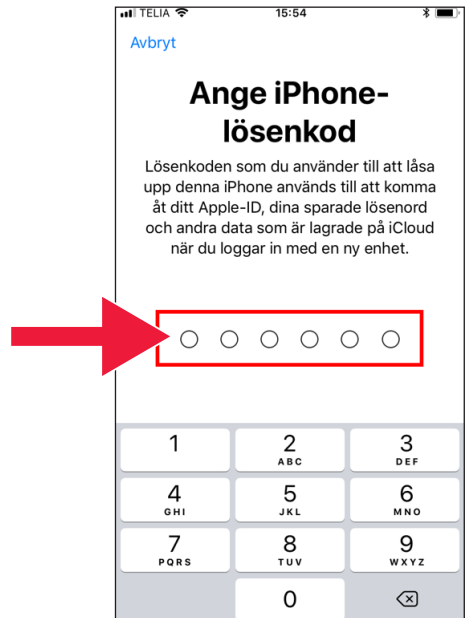 TELIA 15:54
Avbryt
Ange iPhone-
lösenkod
Lösenkoden som du använder till att låsa
upp denna iPhone används till att komma
åt ditt Apple-ID, dina sparade lösenord
och andra data som är lagrade på iCloud
när du loggar in med en ny enhet.
1 2 3
ABC DEF
4 5 6
GHI JKL MNO
7 8 9
PQRS TUV WXYZ
0